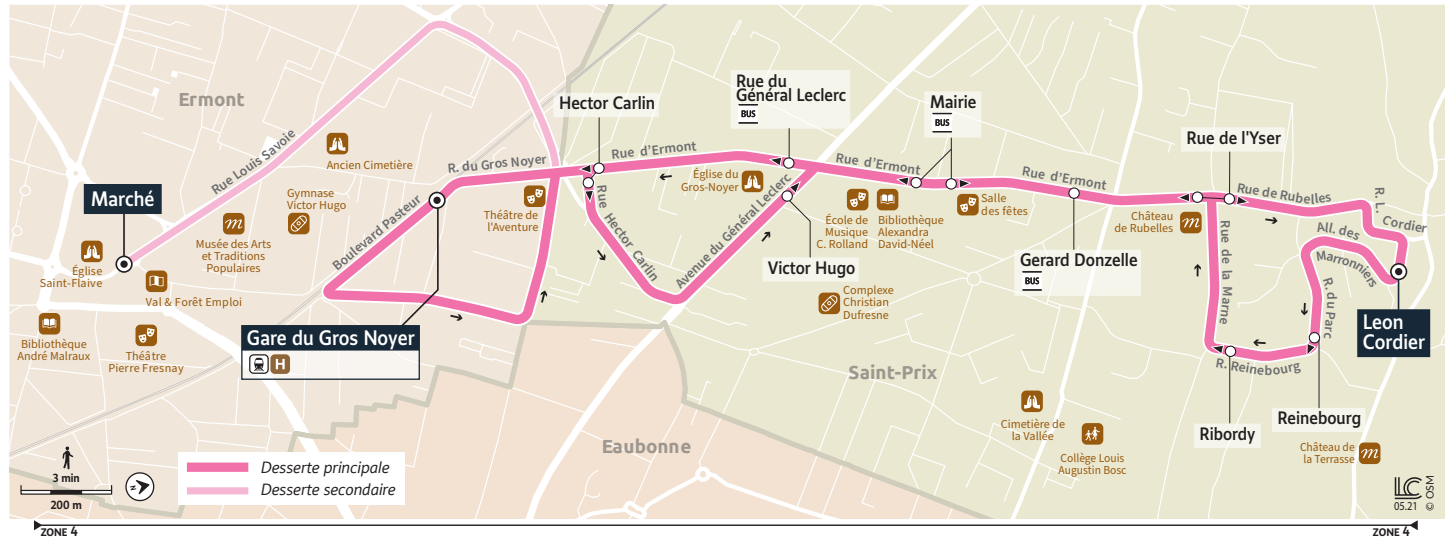 Ermont
Rue Louis Savoie
Ancien Cimetière
Marché
Gymnase
Victor Hugo
Musée des Arts
et Traditions
Populaires
Église
Saint-Flaive
Val & Forêt Emploi
Bibliothèque
André Malraux
Théâtre
Pierre Fresnay
Boulevard Pasteur
R. du Gros Noyer
Gare du Gros Noyer
H
Théâtre de
l'Aventure
Hector Carlin
Rue d'Ermont
Rue Hector Carlin
Église du
Gros-Noyer
Rue du
Général Leclerc
BUS
Avenue du Général Leclerc
Victor Hugo
Mairie
BUS
Rue d'Ermont
École de
Musique
C. Rolland
Bibliothèque
Alexandra
David-Néel
Salle
des fêtes
Complexe
Christian
Dufresne
Rue d'Ermont
Gerard Donzelle
BUS
Château
de Rubelles
Rue de l'Yser
Rue de Rubelles
R. L.
Cordier
All. des
Marronniers
Rue de la Marne
R. du Parc
R. Reinebourg
Leon
Cordier
Reinebourg
Ribordy
Saint-Prix
Eaubonne
Cimetière de
la Vallée
Collège Louis
Augustin Bosc
Château de
la Terrasse
Desserte principale
Desserte secondaire
3 min
200 m
N
LC
05.21
© OSM
ZONE 4
ZONE 4